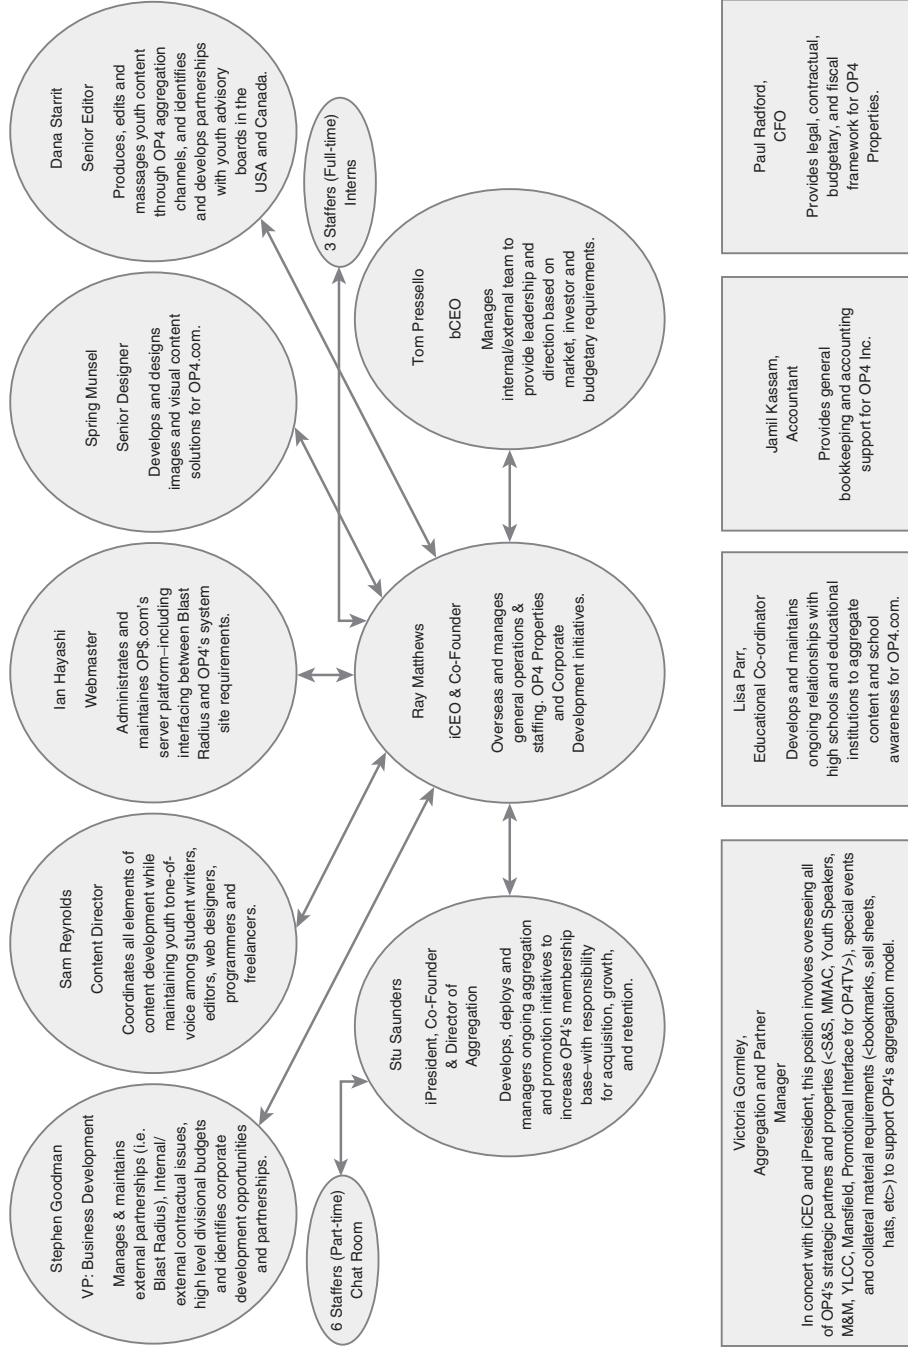 Stephen Goodman
VP: Business Development
Manages & maintains
external partnerships (i.e.
Blast Radius), Internal/
external contractual issues,
high level divisional budgets
and identifies corporate
development opportunities
and partnerships.
Sam Reynolds
Content Director
Coordinates all elements of
content development while
maintaining youth tone-of-
voice among student writers,
editors, web designers,
programmers and
freelancers.
Ian Hayashi
Webmaster
Administrates and
maintaines OP$.com's
server platform–including
interfacing between Blast
Radius and OP4's system
site requirements.
Spring Munsel
Senior Designer
Develops and designs
images and visual content
solutions for OP4.com.
Dana Starrit
Senior Editor
Produces, edits and
massages youth content
through OP4 aggregation
channels, and identifies
and develops partnerships
with youth advisory
boards in the
USA and Canada.
6 Staffers (Part-time)
Chat Room
3 Staffers (Full-time)
Interns
Stu Saunders
iPresident, Co-Founder
& Director of
Aggregation
Develops, deploys and
managers ongoing aggregation
and promotion initiatives to
increase OP4's membership
base–with responsibility
for acquisition, growth,
and retention.
Ray Matthews
iCEO & Co-Founder
Overseas and manages
general operations &
staffing. OP4 Properties
and Corporate
Development initiatives.
Tom Pressello
bCEO
Manages
internal/external team to
provide leadership and
direction based on
market, investor and
budgetary requirements.
Victoria Gormley,
Aggregation and Partner
Manager
In concert with iCEO and iPresident, this position involves overseeing all
of OP4's strategic partners and properties (<S&S, MMAC, Youth Speakers,
M&M, YLCC, Mansfield, Promotional Interface for OP4TV>), special events
and collateral material requirements (<bookmarks, sell sheets,
hats, etc>) to support OP4's aggregation model.
Lisa Parr,
Educational Co-ordinator
Develops and maintains
ongoing relationships with
high schools and educational
institutions to aggregate
content and school
awareness for OP4.com.
Jamil Kassam,
Accountant
Provides general
bookkeeping and accounting
support for OP4 Inc.
Paul Radford,
CFO
Provides legal, contractual,
budgetary, and fiscal
framework for OP4
Properties.